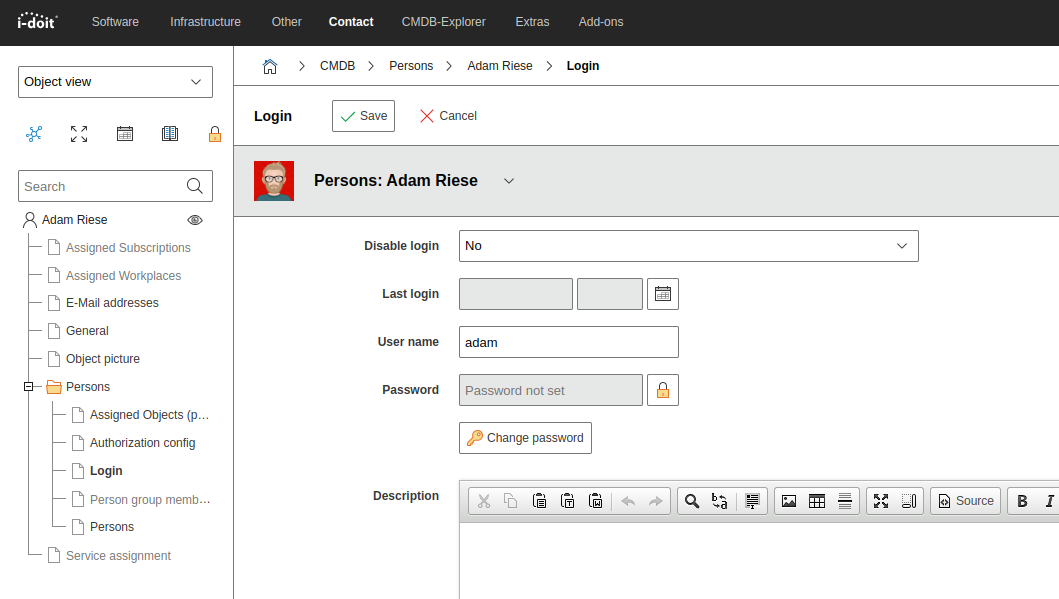 i-doit Software Infrastructure Other Contact CMDB-Explorer Extras Add-ons
Object view
CMDB Persons Adam Riese Login
Login Save Cancel
Search
Persons: Adam Riese
Adam Riese
Assigned Subscriptions
Assigned Workplaces
E-Mail addresses
General
Object picture
Persons
Assigned Objects (p...
Authorization config
Login
Person group memb...
Persons
Service assignment
Disable login No
Last login
User name adam
Password Password not set
Change password
Description Source B I